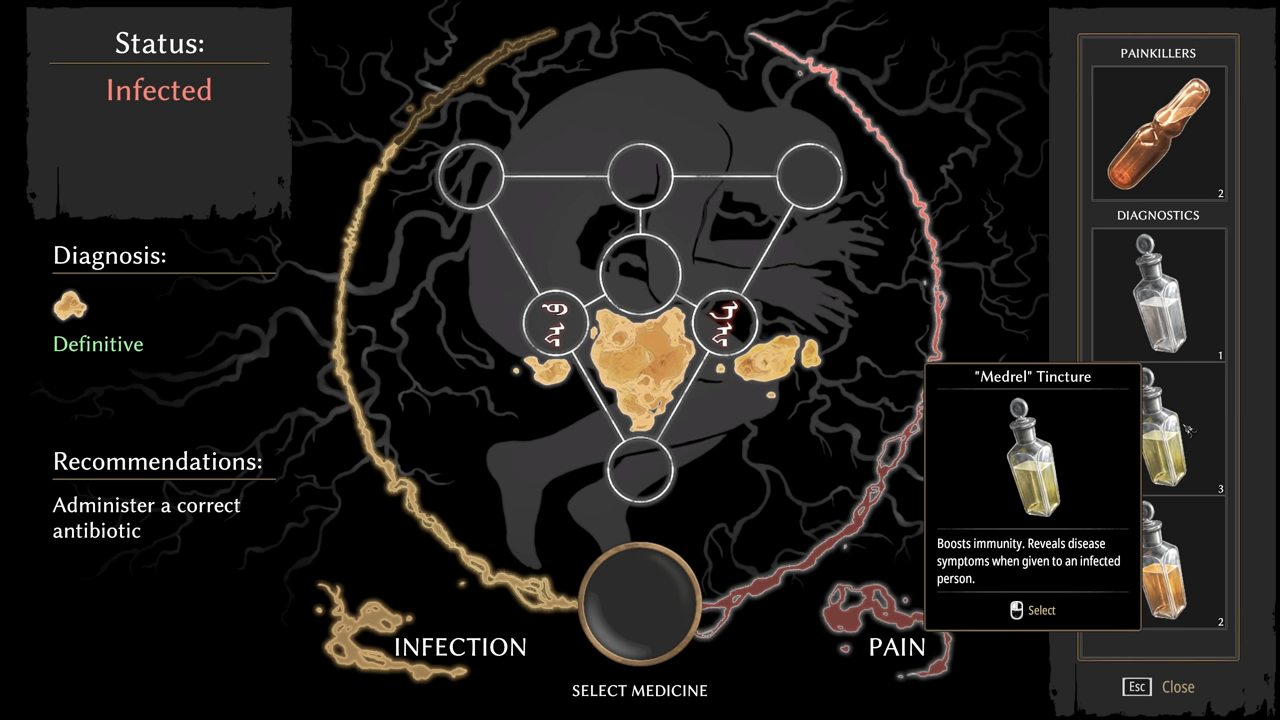 Status:
Infected
Diagnosis:
Definitive
Recommendations:
Administer a correct
antibiotic
INFECTION
PAIN
SELECT MEDICINE
PAINKILLERS
2
DIAGNOSTICS
1
3
2
"Medrel" Tincture
Boosts immunity. Reveals disease
symptoms when given to an infected
person.
Select
Esc Close